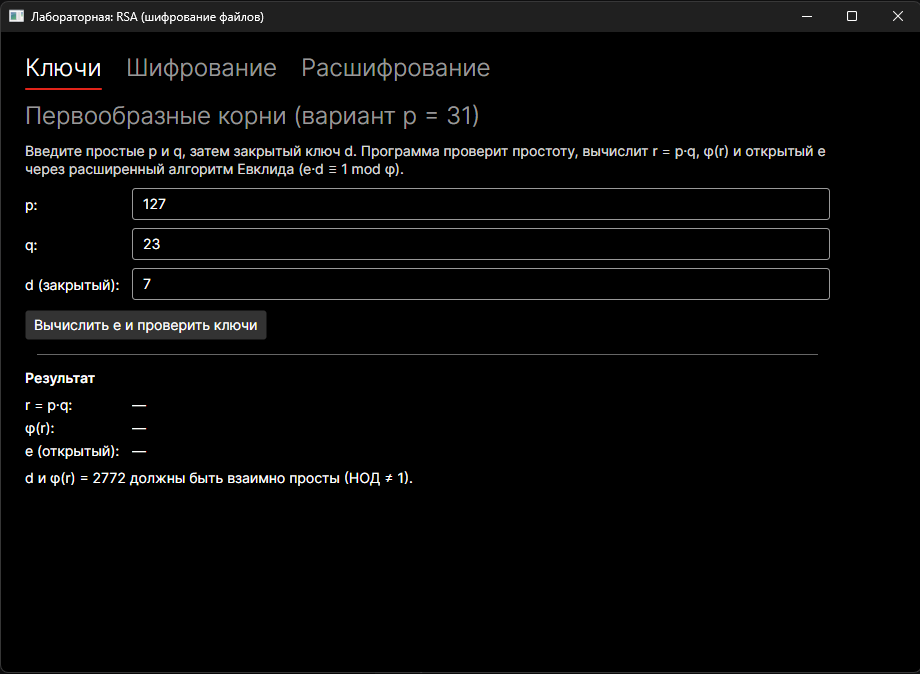 Лабораторная: RSA (шифрование файлов)
Ключи Шифрование Расшифрование
Первообразные корни (вариант p = 31)
Введите простые p и q, затем закрытый ключ d. Программа проверит простоту, вычислит r = p·q, φ(r) и открытый e
через расширенный алгоритм Евклида (e·d ≡ 1 mod φ).
p: 127
q: 23
d (закрытый): 7
Вычислить e и проверить ключи
Результат
r = p·q: —
φ(r): —
e (открытый): —
d и φ(r) = 2772 должны быть взаимно просты (НОД ≠ 1).